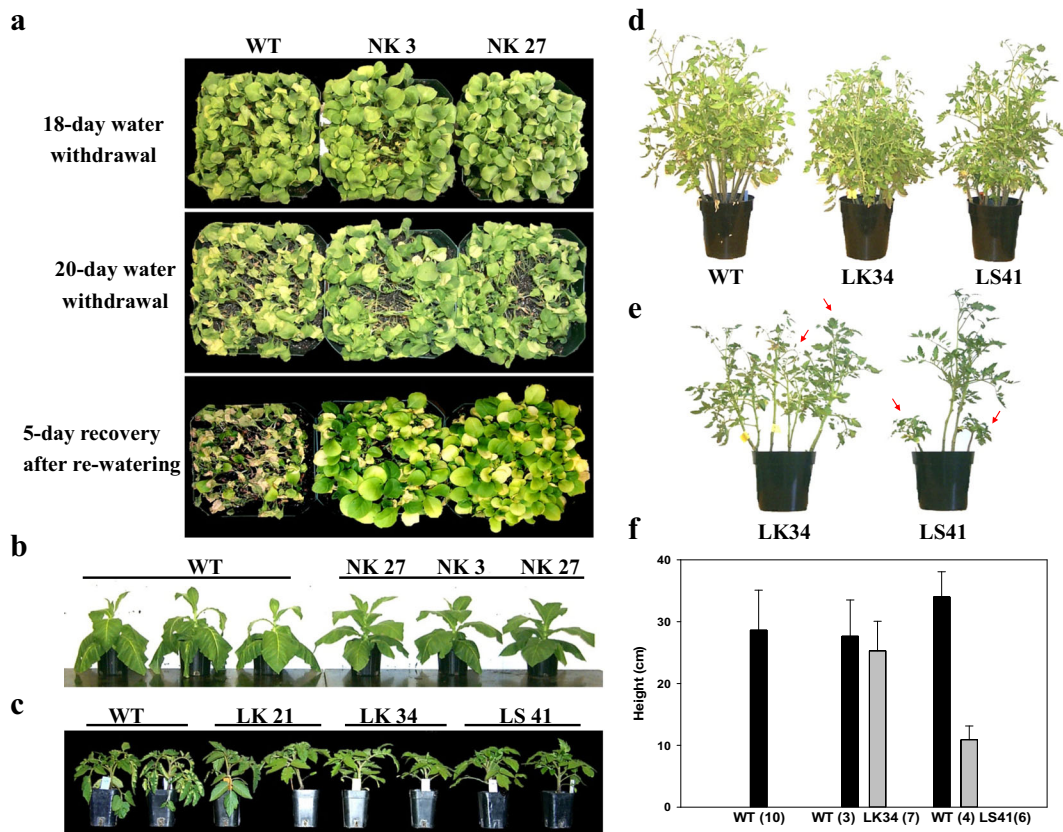 a
WT NK 3 NK 27
18-day water
withdrawal
20-day water
withdrawal
5-day recovery
after re-watering
b
WT NK 27 NK 3 NK 27
c
WT LK 21 LK 34 LS 41
d
WT LK34 LS41
e
LK34 LS41
f
40
30
20
10
0
Height (cm)
WT (10) WT (3) LK34 (7) WT (4) LS41(6)